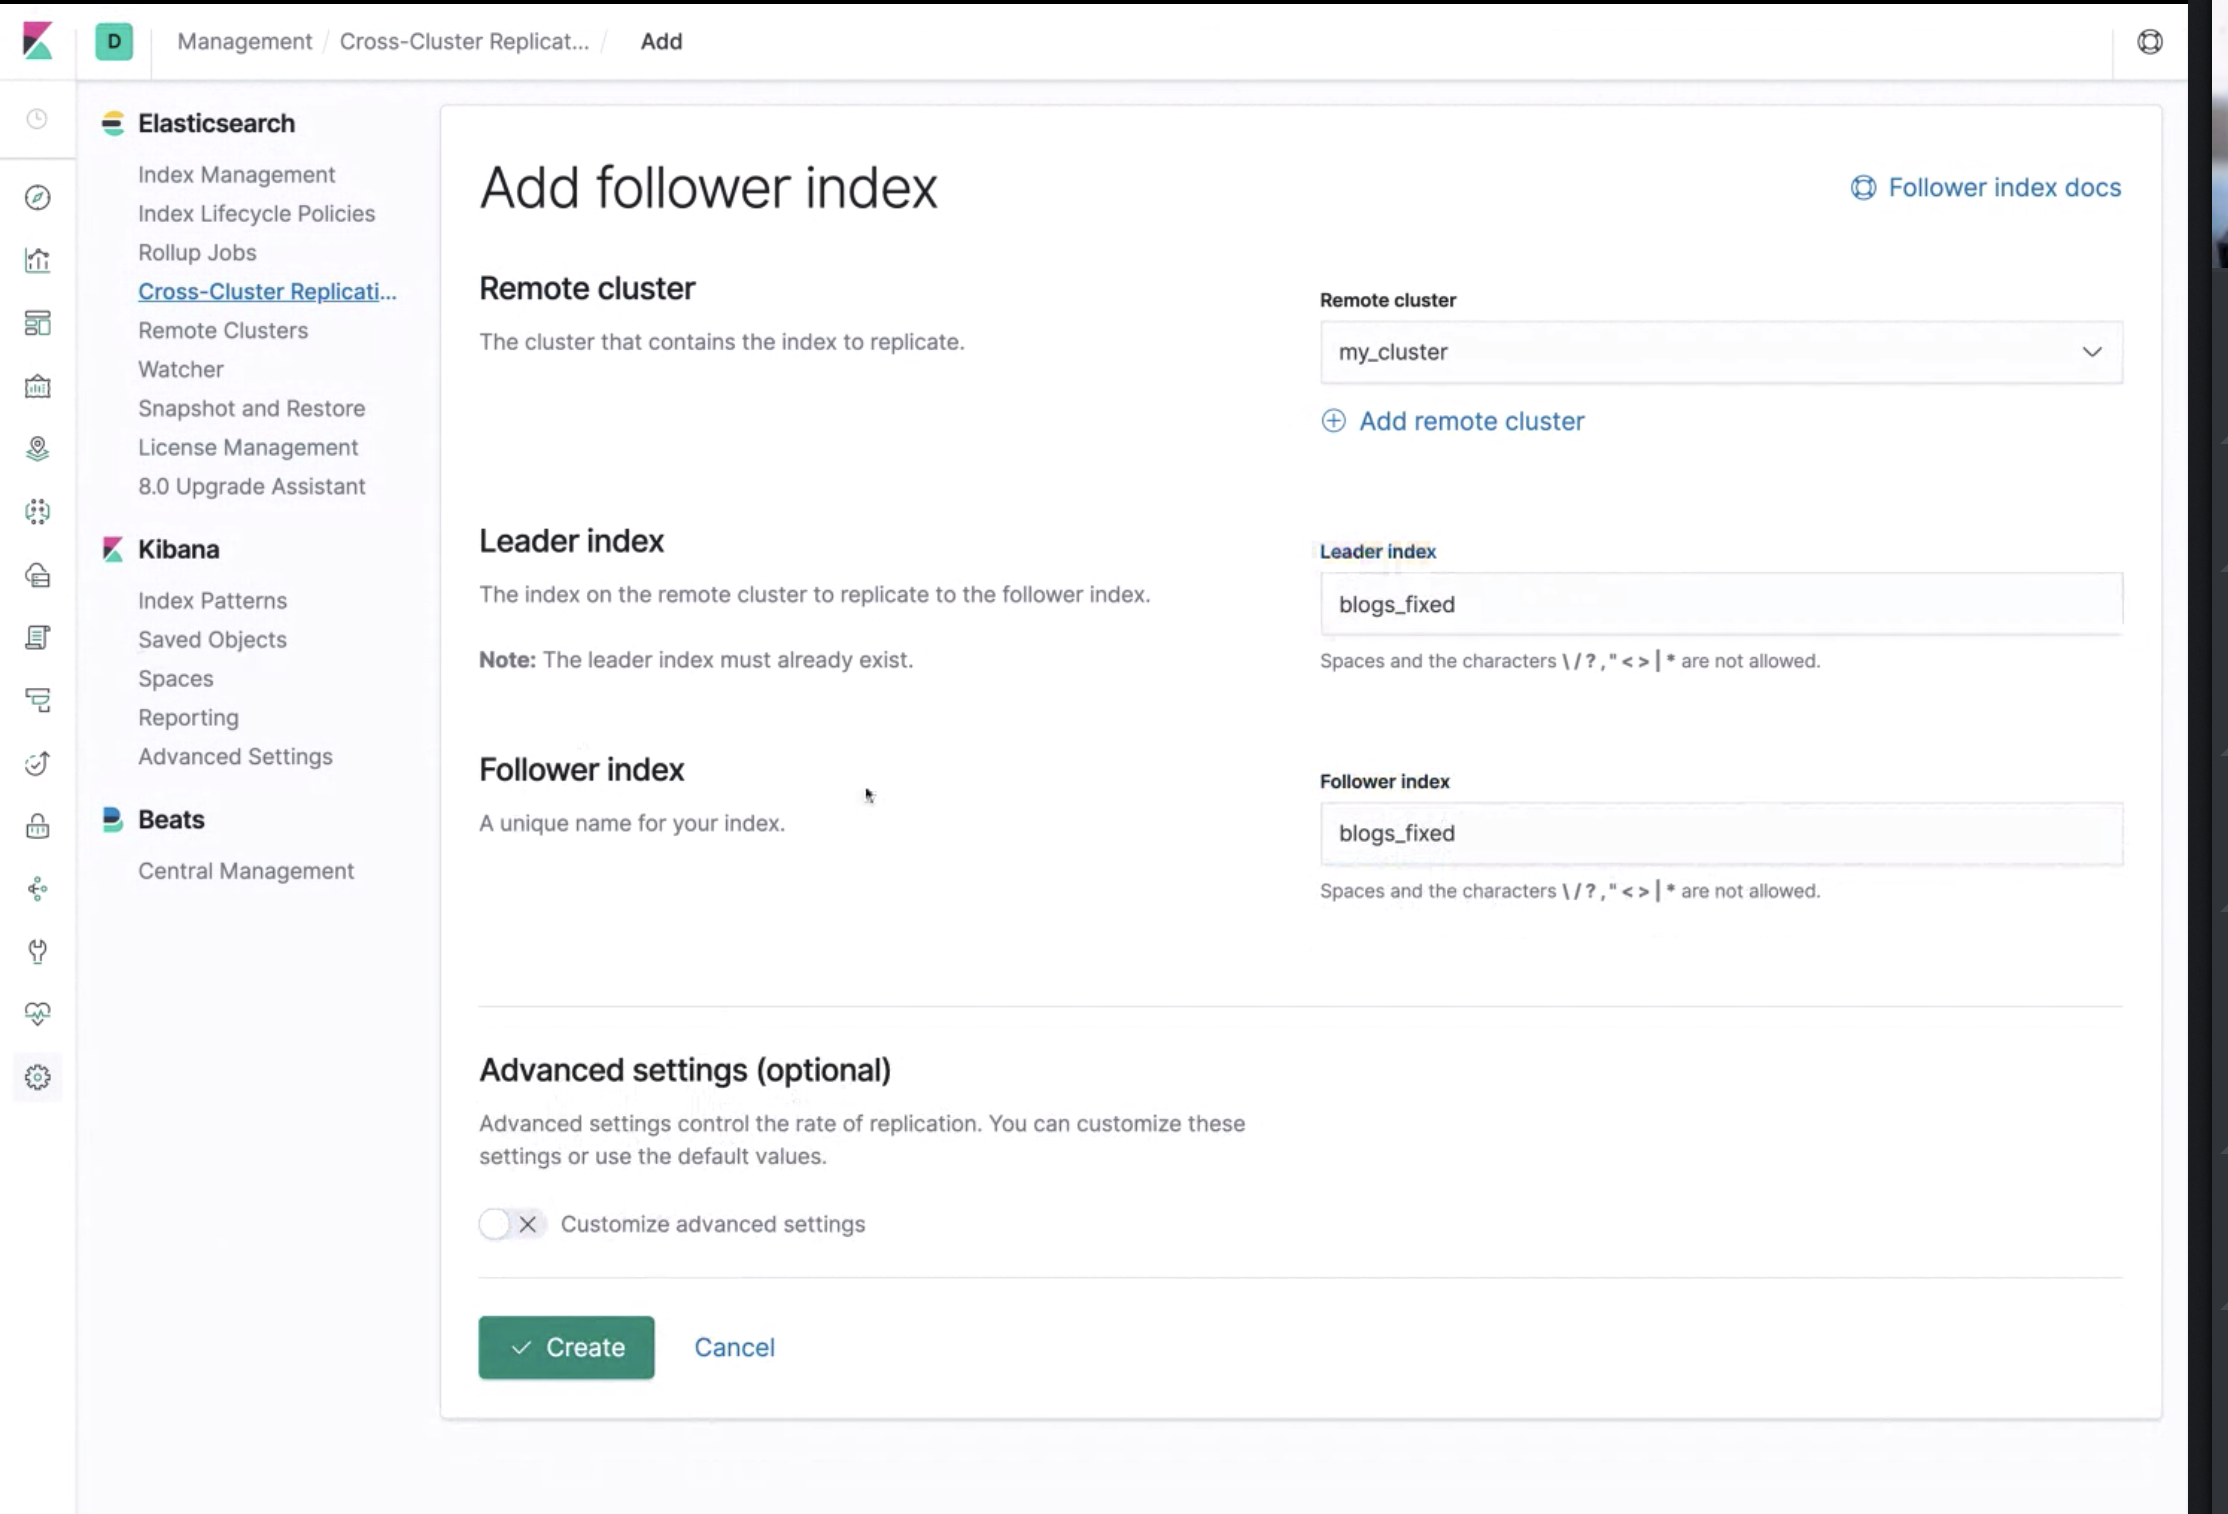 D
Management / Cross-Cluster Replicat... / Add
Elasticsearch
Index Management
Index Lifecycle Policies
Rollup Jobs
Cross-Cluster Replicati...
Remote Clusters
Watcher
Snapshot and Restore
License Management
8.0 Upgrade Assistant
Kibana
Index Patterns
Saved Objects
Spaces
Reporting
Advanced Settings
Beats
Central Management
Add follower index
Follower index docs
Remote cluster
The cluster that contains the index to replicate.
Remote cluster
my_cluster
Add remote cluster
Leader index
The index on the remote cluster to replicate to the follower index.
Note: The leader index must already exist.
Leader index
blogs_fixed
Spaces and the characters \ / ? , " < > | * are not allowed.
Follower index
A unique name for your index.
Follower index
blogs_fixed
Spaces and the characters \ / ? , " < > | * are not allowed.
Advanced settings (optional)
Advanced settings control the rate of replication. You can customize these
settings or use the default values.
Customize advanced settings
Create
Cancel